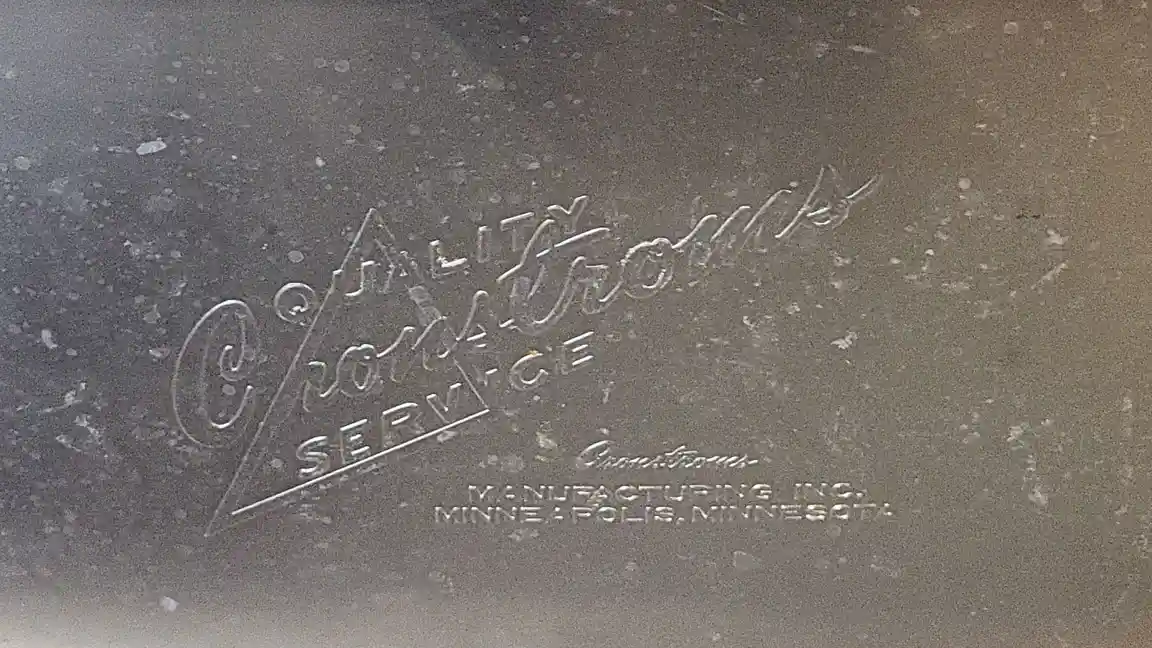 QUALITY
Cronstroms
SERVICE
Cronstroms
MANUFACTURING INC.
MINNEAPOLIS, MINNESOTA